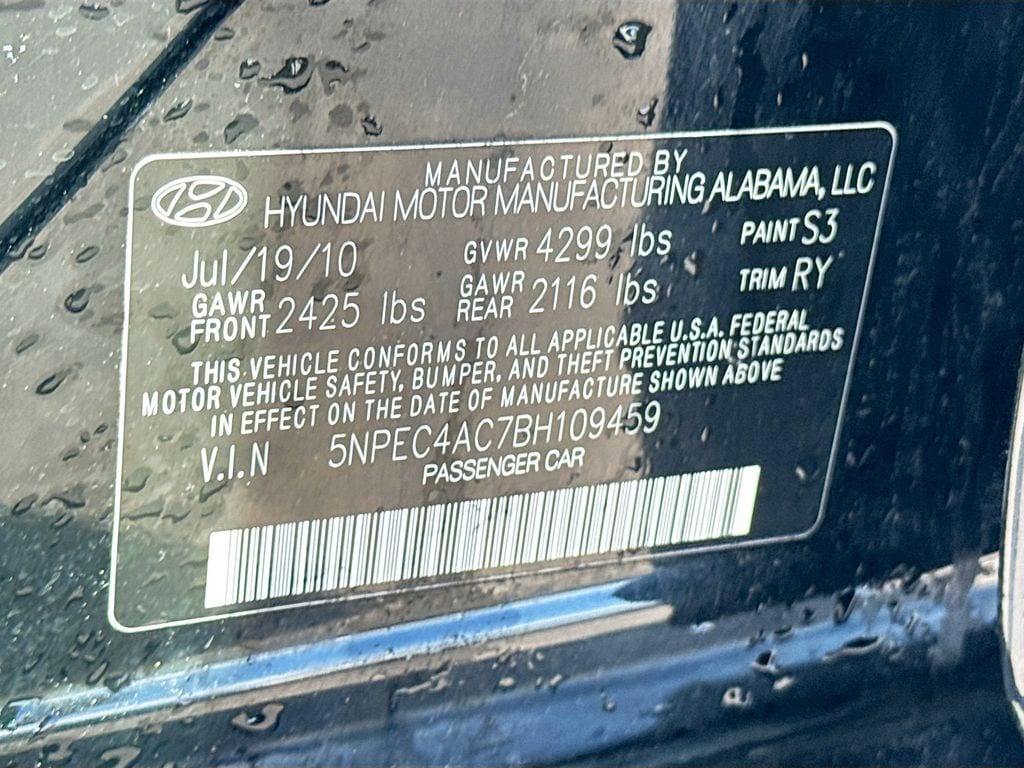 MANUFACTURED BY
HYUNDAI MOTOR MANUFACTURING ALABAMA, LLC
Jul/19/10 GVWR 4299 lbs PAINT S3
GAWR FRONT 2425 lbs GAWR REAR 2116 lbs TRIM RY
THIS VEHICLE CONFORMS TO ALL APPLICABLE U.S.A. FEDERAL
MOTOR VEHICLE SAFETY, BUMPER, AND THEFT PREVENTION STANDARDS
IN EFFECT ON THE DATE OF MANUFACTURE SHOWN ABOVE
V.I.N 5NPEC4AC7BH109459
PASSENGER CAR